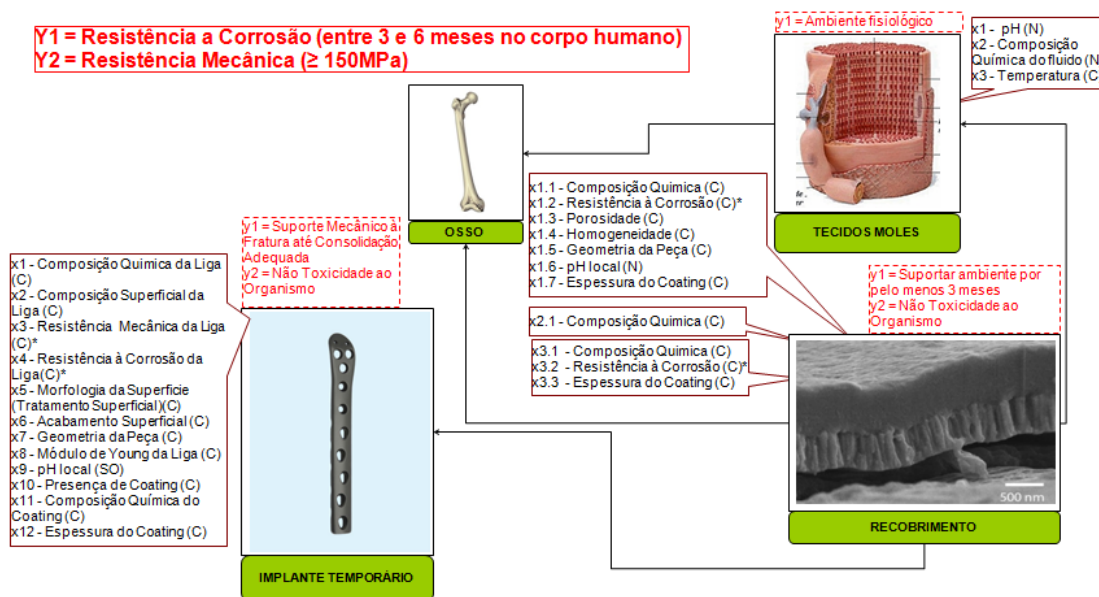 Y1 = Resistência a Corrosão (entre 3 e 6 meses no corpo humano)
Y2 = Resistência Mecânica (≥ 150MPa)
y1 = Ambiente fisiológico
x1 - pH (N)
x2 - Composição
Química do fluido (N
x3 - Temperatura (C
TECIDOS MOLES
OSSO
x1.1 - Composição Quimica (C)
x1.2 - Resistência à Corrosão (C)*
x1.3 - Porosidade (C)
x1.4 - Homogeneidade (C)
x1.5 - Geometria da Peça (C)
x1.6 - pH local (N)
x1.7 - Espessura do Coating (C)
x2.1 - Composição Quimica (C)
x3.1 - Composição Quimica (C)
x3.2 - Resistência à Corrosão (C)*
x3.3 - Espessura do Coating (C)
y1 = Suportar ambiente por
pelo menos 3 meses
y2 = Não Toxicidade ao
Organismo
500 nm
RECOBRIMENTO
y1 = Suporte Mecânico à
Fratura até Consolidação
Adequada
y2 = Não Toxicidade ao
Organismo
x1 - Composição Quimica da Liga
(C)
x2 - Composição Superficial da
Liga (C)
x3 - Resistência Mecânica da Liga
(C)*
x4 - Resistência à Corrosão da
Liga(C)*
x5 - Morfologia da Superficie
(Tratamento Superficial)(C)
x6 - Acabamento Superficial (C)
x7 - Geometria da Peça (C)
x8 - Módulo de Young da Liga (C)
x9 - pH local (SO)
x10 - Presença de Coating (C)
x11 - Composição Química do
Coating (C)
x12 - Espessura do Coating (C)
IMPLANTE TEMPORÁRIO